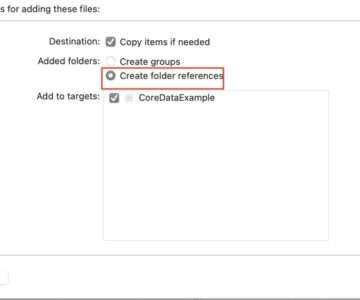 s for adding these files:
Destination: Copy items if needed
Added folders: Create groups
Create folder references
Add to targets: CoreDataExample